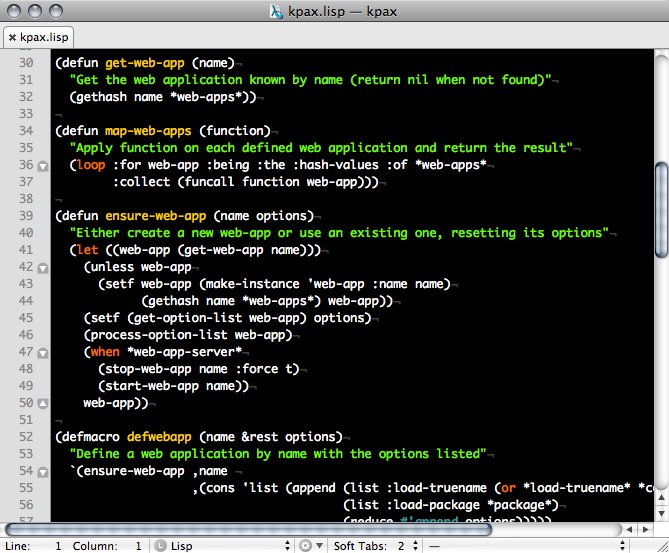 kpax.lisp — kpax
kpax.lisp
30 (defun get-web-app (name)¬
31 "Get the web application known by name (return nil when not found)"¬
32 (gethash name *web-apps*))¬
33 ¬
34 (defun map-web-apps (function)¬
35 "Apply function on each defined web application and return the result"¬
36 (loop :for web-app :being :the :hash-values :of *web-apps*¬
37 :collect (funcall function web-app)))¬
38 ¬
39 (defun ensure-web-app (name options)¬
40 "Either create a new web-app or use an existing one, resetting its options"¬
41 (let ((web-app (get-web-app name)))¬
42 (unless web-app¬
43 (setf web-app (make-instance 'web-app :name name)¬
44 (gethash name *web-apps*) web-app))¬
45 (setf (get-option-list web-app) options)¬
46 (process-option-list web-app)¬
47 (when *web-app-server*¬
48 (stop-web-app name :force t)¬
49 (start-web-app name))¬
50 web-app))¬
51 ¬
52 (defmacro defwebapp (name &rest options)¬
53 "Define a web application by name with the options listed"¬
54 `(ensure-web-app ,name ¬
55 ,(cons 'list (append (list :load-truename (or *load-truename*
56 (list :load-package *package*)¬
57 (reduce #'append options)))))¬
Line: 1 Column: 1 L Lisp Soft Tabs: 2 —